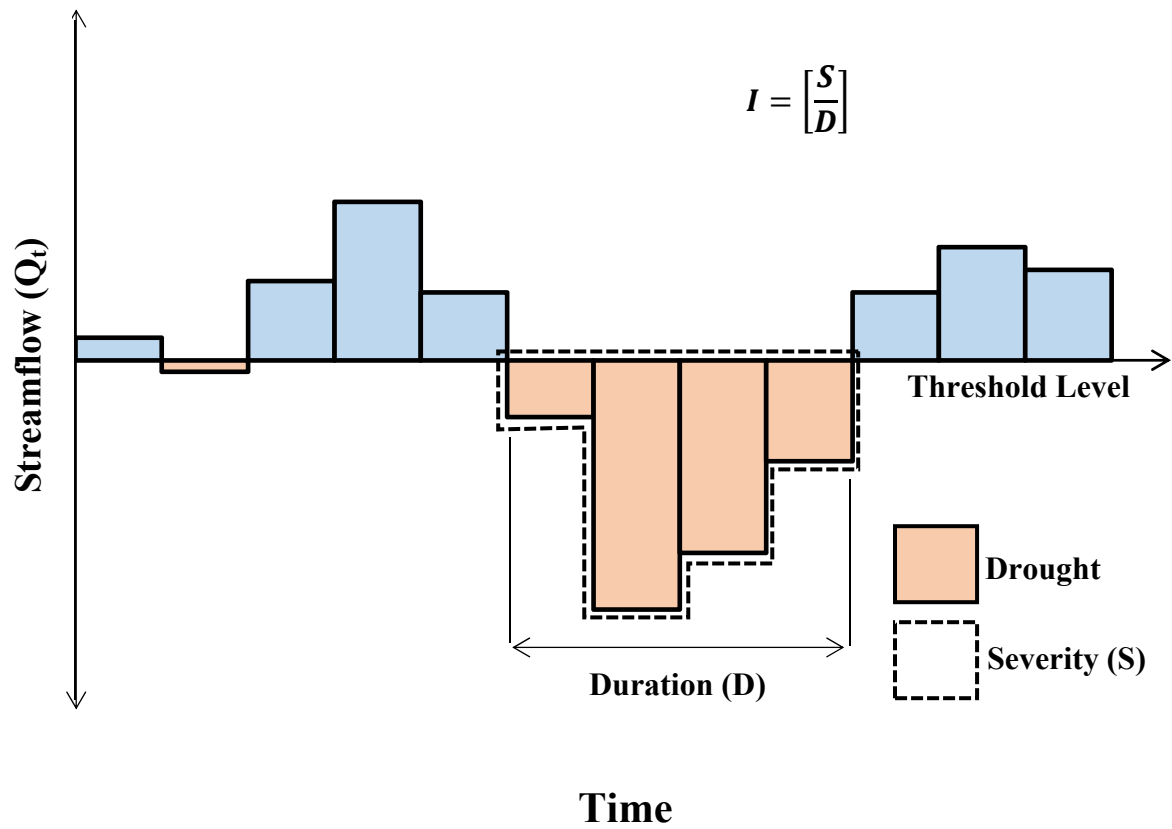 I = [S/D]
Streamflow (Qₜ)
Threshold Level
Drought
Severity (S)
Duration (D)
Time